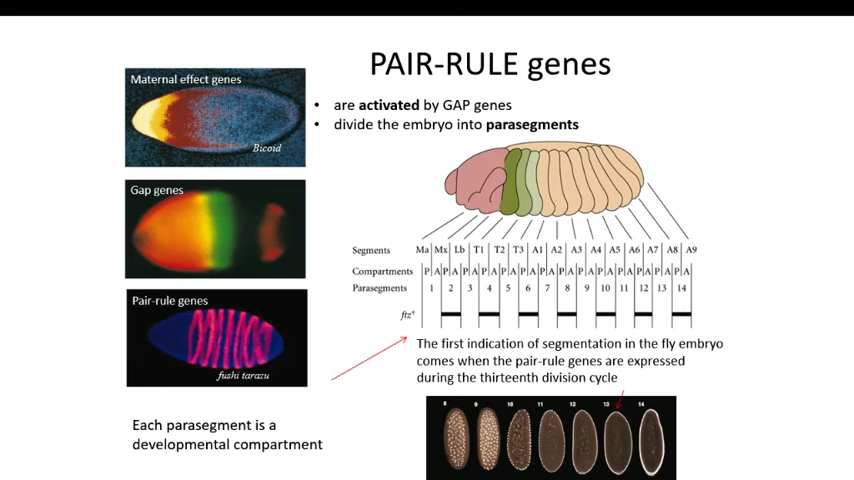 PAIR-RULE genes
Maternal effect genes
Bicoid
• are activated by GAP genes
• divide the embryo into parasegments
Gap genes
Pair-rule genes
fushi tarazu
Segments Ma Mx Lb T1 T2 T3 A1 A2 A3 A4 A5 A6 A7 A8 A9
Compartments P A P A P A P A P A P A P A P A P A P A P A P A P A P A
Parasegments 1 2 3 4 5 6 7 8 9 10 11 12 13 14
ftz+
The first indication of segmentation in the fly embryo
comes when the pair-rule genes are expressed
during the thirteenth division cycle
Each parasegment is a
developmental compartment
8 9 10 11 12 13 14